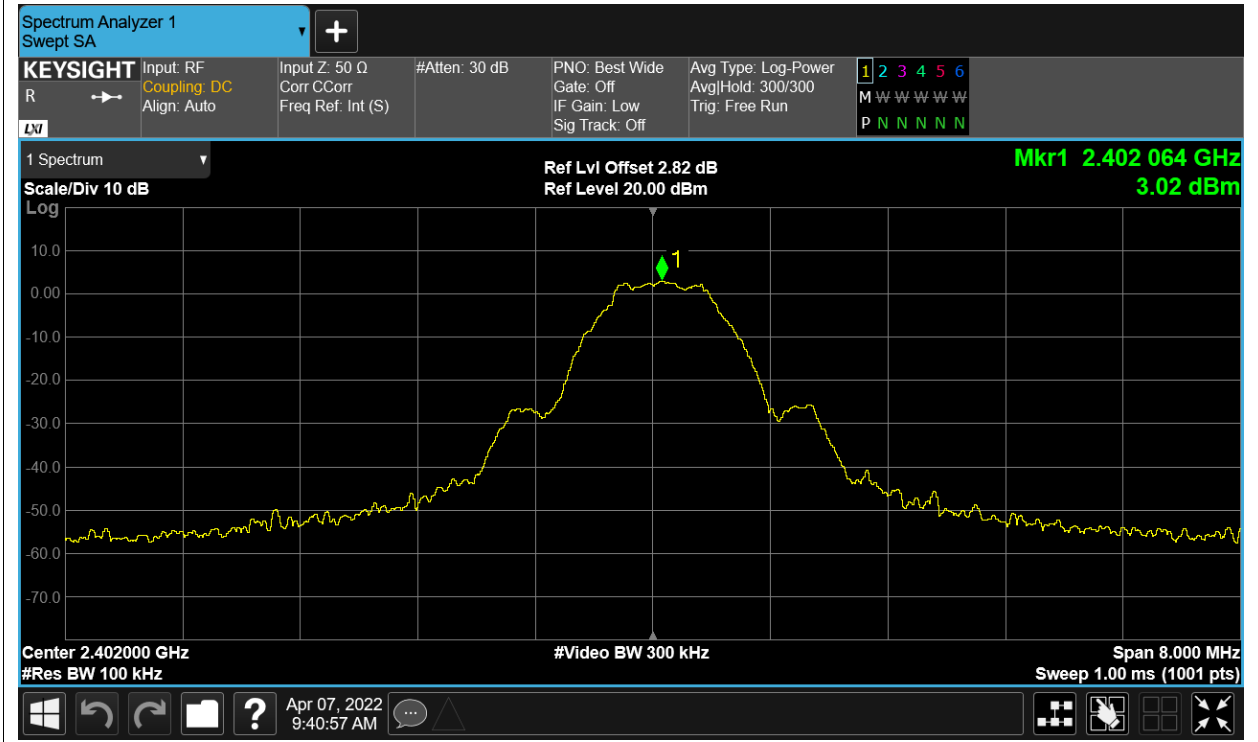 Spectrum Analyzer 1
Swept SA
+
KEYSIGHT
R
LXI
Input: RF
Coupling: DC
Align: Auto
Input Z: 50 Ω
Corr CCorr
Freq Ref: Int (S)
#Atten: 30 dB
PNO: Best Wide
Gate: Off
IF Gain: Low
Sig Track: Off
Avg Type: Log-Power
Avg|Hold: 300/300
Trig: Free Run
1 2 3 4 5 6
M W W W W W
P N N N N N
1 Spectrum
Scale/Div 10 dB
Log
Ref Lvl Offset 2.82 dB
Ref Level 20.00 dBm
Mkr1 2.402 064 GHz
3.02 dBm
1
10.0
0.00
-10.0
-20.0
-30.0
-40.0
-50.0
-60.0
-70.0
Center 2.402000 GHz
#Res BW 100 kHz
#Video BW 300 kHz
Span 8.000 MHz
Sweep 1.00 ms (1001 pts)
?
Apr 07, 2022
9:40:57 AM